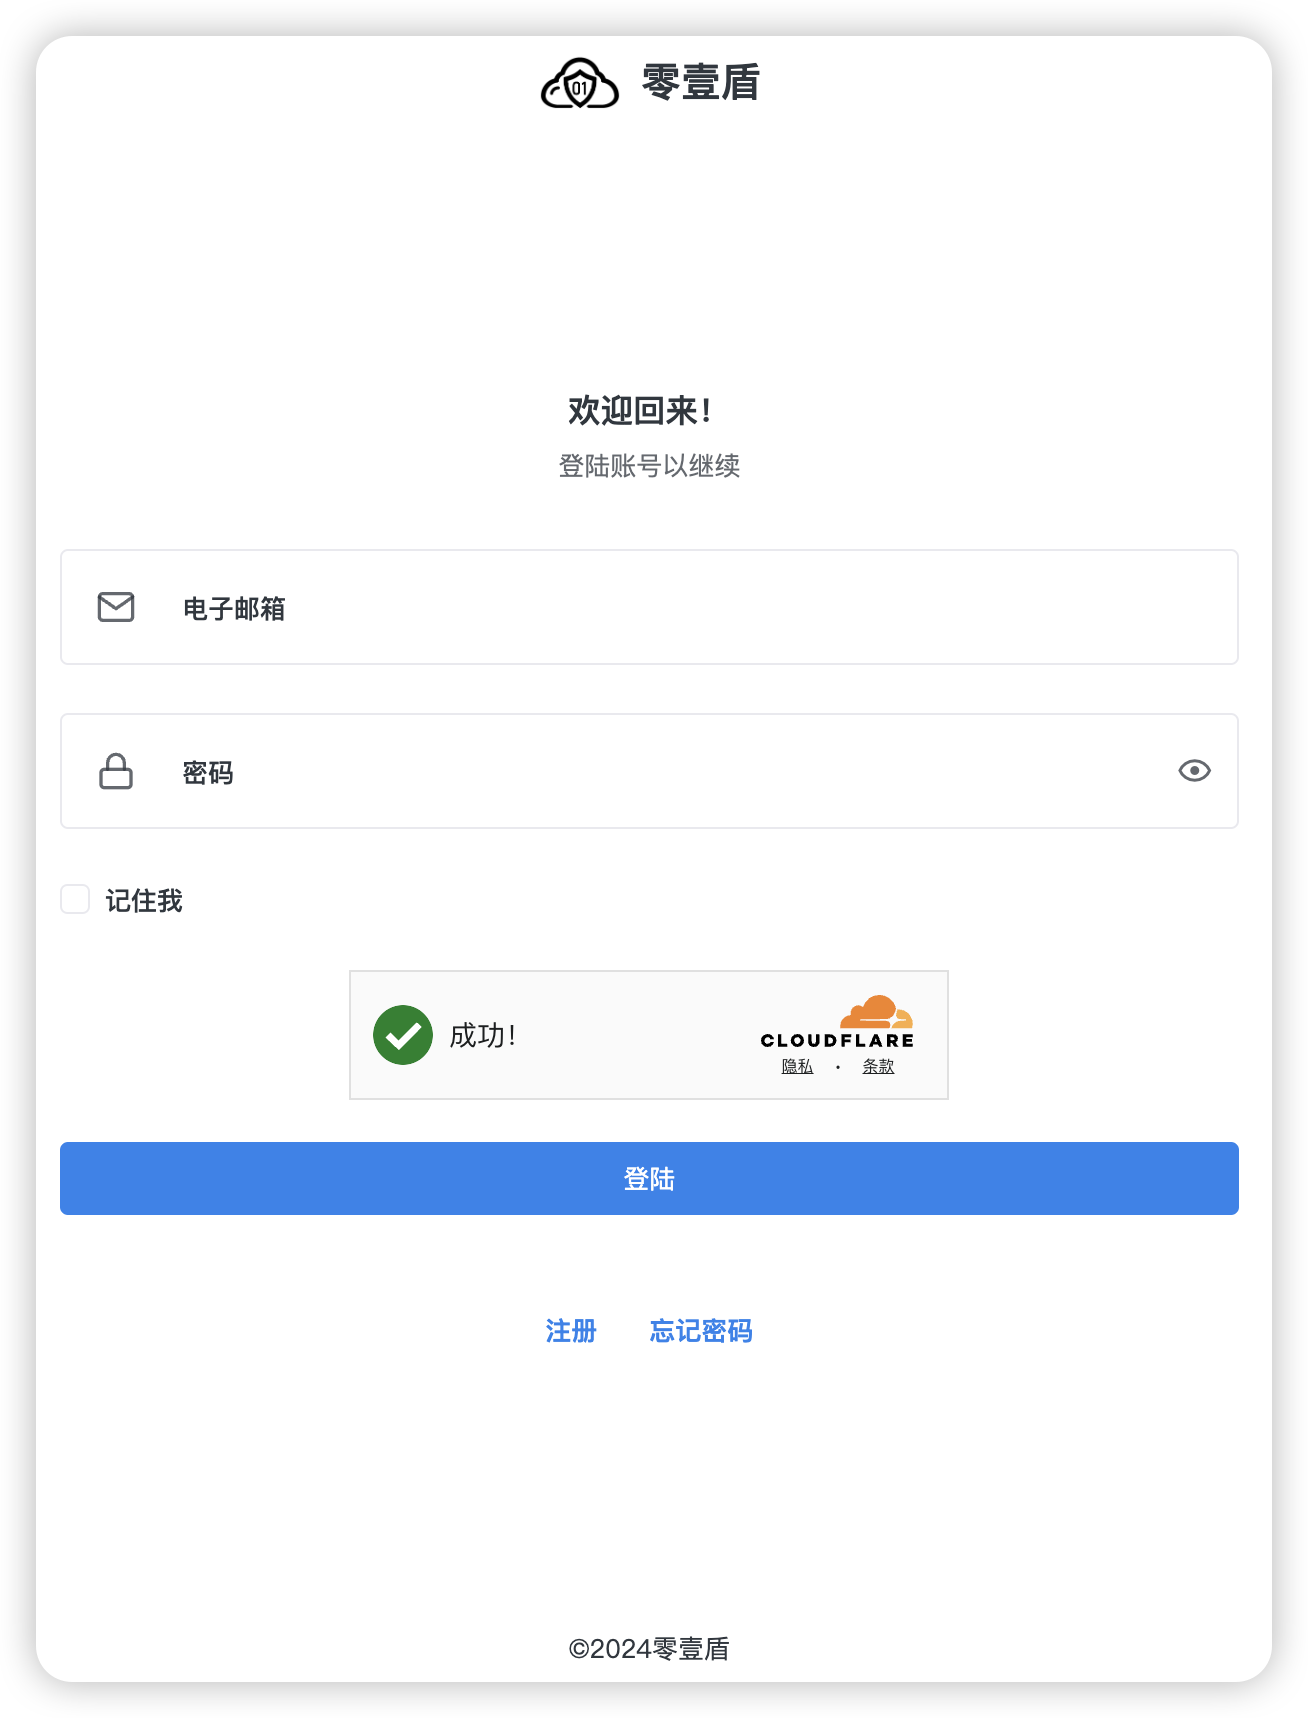 01 零壹盾
欢迎回来！
登陆账号以继续
电子邮箱
密码
记住我
成功！
CLOUDFLARE
隐私 • 条款
登陆
注册 忘记密码
©2024零壹盾